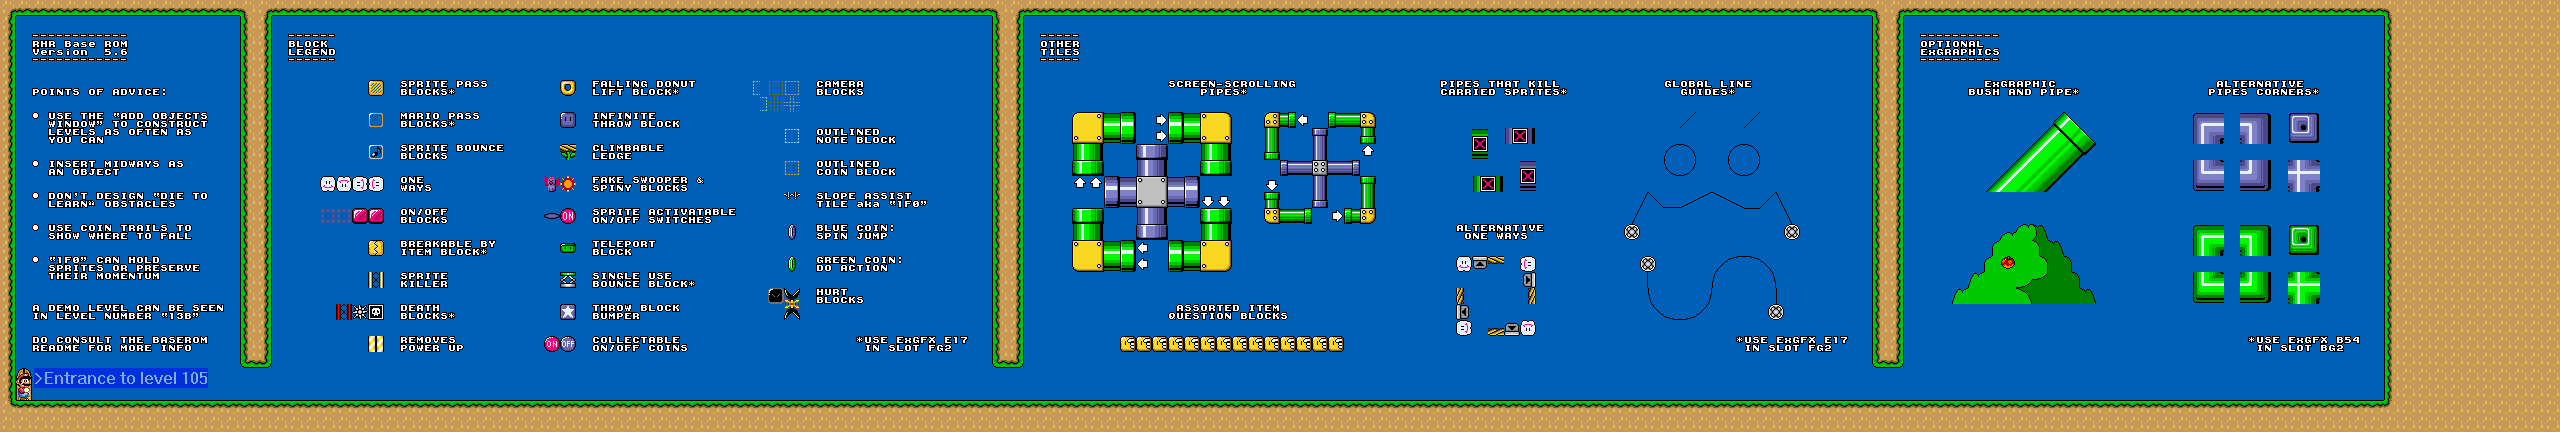 RHR Base ROM
Version 5.6
POINTS OF ADVICE:
• USE THE "ADD OBJECTS
WINDOW" TO CONSTRUCT
LEVELS AS OFTEN AS
YOU CAN
• INSERT MIDWAYS AS
AN OBJECT
• DON'T DESIGN "DIE TO
LEARN" OBSTACLES
• USE COIN TRAILS TO
SHOW WHERE TO FALL
• "1F0" CAN HOLD
SPRITES OR PRESERVE
THEIR MOMENTUM
A DEMO LEVEL CAN BE SEEN
IN LEVEL NUMBER "13B"
DO CONSULT THE BASEROM
README FOR MORE INFO
>Entrance to level 105
BLOCK
LEGEND
SPRITE PASS
BLOCKS*
MARIO PASS
BLOCKS*
SPRITE BOUNCE
BLOCKS
ONE
WAYS
ON/OFF
BLOCKS
BREAKABLE BY
ITEM BLOCK*
SPRITE
KILLER
DEATH
BLOCKS*
REMOVES
POWER UP
FALLING DONUT
LIFT BLOCK*
INFINITE
THROW BLOCK
CLIMBABLE
LEDGE
FAKE SWOOPER &
SPINY BLOCKS
ON
SPRITE ACTIVATABLE
ON/OFF SWITCHES
TELEPORT
BLOCK
SINGLE USE
BOUNCE BLOCK*
THROW BLOCK
BUMPER
ON OFF
COLLECTABLE
ON/OFF COINS
CAMERA
BLOCKS
OUTLINED
NOTE BLOCK
OUTLINED
COIN BLOCK
SLOPE ASSIST
TILE aka "1F0"
BLUE COIN:
SPIN JUMP
GREEN COIN:
DO ACTION
HURT
BLOCKS
*USE ExGFX E17
IN SLOT FG2
OTHER
TILES
SCREEN-SCROLLING
PIPES*
ASSORTED ITEM
QUESTION BLOCKS
PIPES THAT KILL
CARRIED SPRITES*
ALTERNATIVE
ONE WAYS
GLOBAL LINE
GUIDES*
*USE ExGFX E17
IN SLOT FG2
OPTIONAL
ExGRAPHICS
ExGRAPHIC
BUSH AND PIPE*
ALTERNATIVE
PIPES CORNERS*
*USE ExGFX B54
IN SLOT BG2